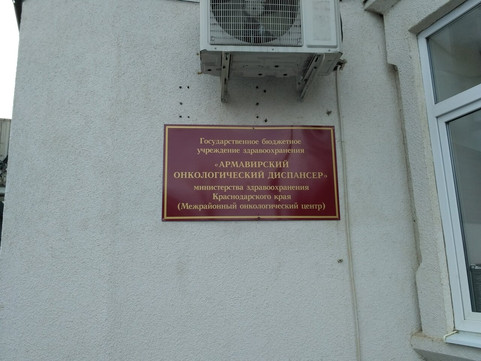 Государственное бюджетное
учреждение здравоохранения
«АРМАВИРСКИЙ
ОНКОЛОГИЧЕСКИЙ ДИСПАНСЕР»
министерства здравоохранения
Краснодарского края
(Межрайонный онкологический центр)